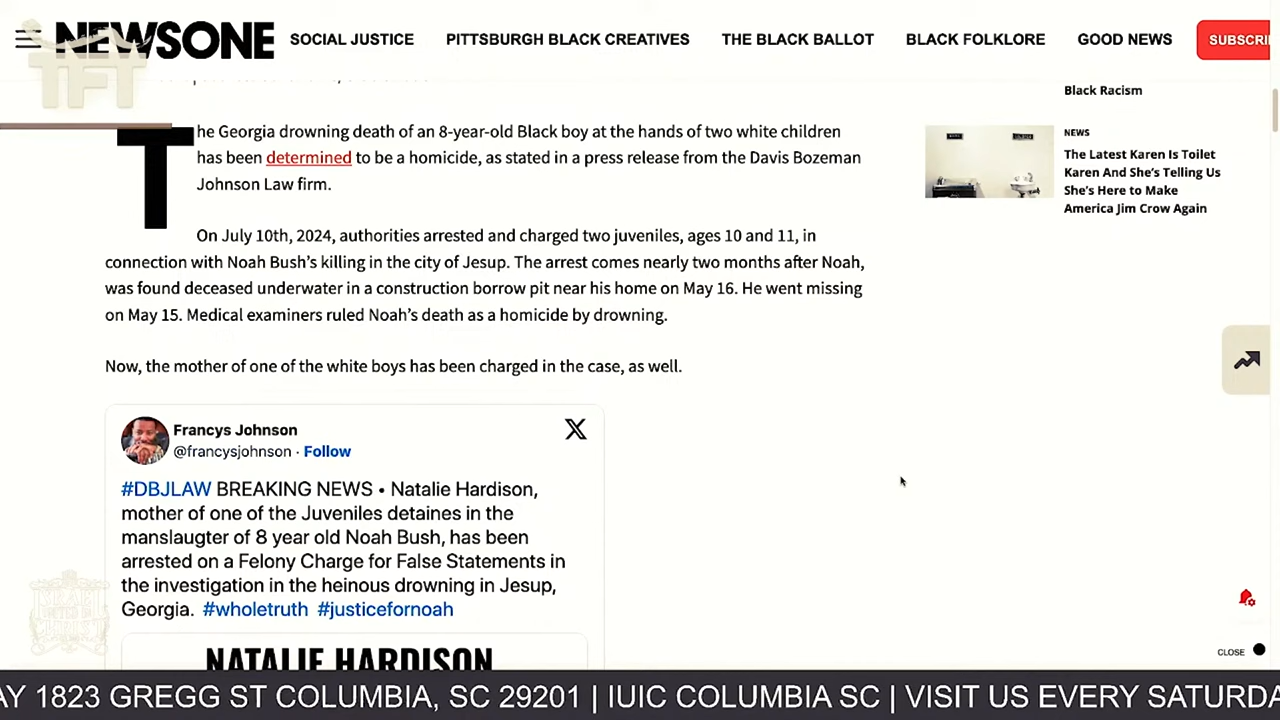 NEWSONE
SOCIAL JUSTICE
PITTSBURGH BLACK CREATIVES
THE BLACK BALLOT
BLACK FOLKLORE
GOOD NEWS
SUBSCRI
TFT
Black Racism
NEWS
The Latest Karen Is Toilet
Karen And She's Telling Us
She's Here to Make
America Jim Crow Again
The Georgia drowning death of an 8-year-old Black boy at the hands of two white children
has been determined to be a homicide, as stated in a press release from the Davis Bozeman
Johnson Law firm.
On July 10th, 2024, authorities arrested and charged two juveniles, ages 10 and 11, in
connection with Noah Bush's killing in the city of Jesup. The arrest comes nearly two months after Noah,
was found deceased underwater in a construction borrow pit near his home on May 16. He went missing
on May 15. Medical examiners ruled Noah's death as a homicide by drowning.
Now, the mother of one of the white boys has been charged in the case, as well.
Francys Johnson
@francysjohnson · Follow
#DBJLAW BREAKING NEWS • Natalie Hardison,
mother of one of the Juveniles detaines in the
manslaugter of 8 year old Noah Bush, has been
arrested on a Felony Charge for False Statements in
the investigation in the heinous drowning in Jesup,
Georgia. #wholetruth #justicefornoah
NATALIE HARDISON
CLOSE
AY 1823 GREGG ST COLUMBIA, SC 29201 | IUIC COLUMBIA SC | VISIT US EVERY SATURDA